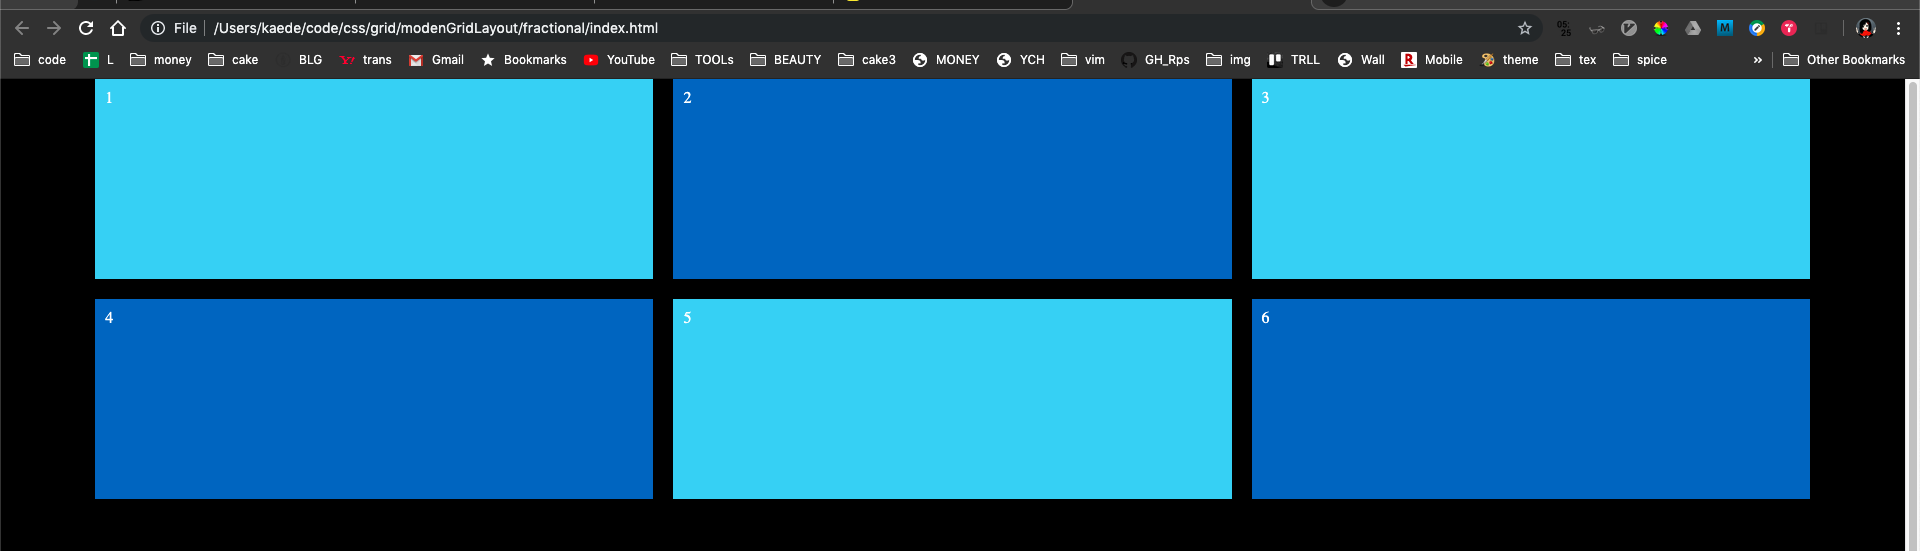 File /Users/kaede/code/css/grid/modenGridLayout/fractional/index.html 05: 25 M
code L money cake BLG Y! trans Gmail Bookmarks YouTube TOOLs BEAUTY cake3 MONEY YCH vim GH_Rps img TRLL Wall R Mobile theme tex spice » Other Bookmarks
1 2 3
4 5 6